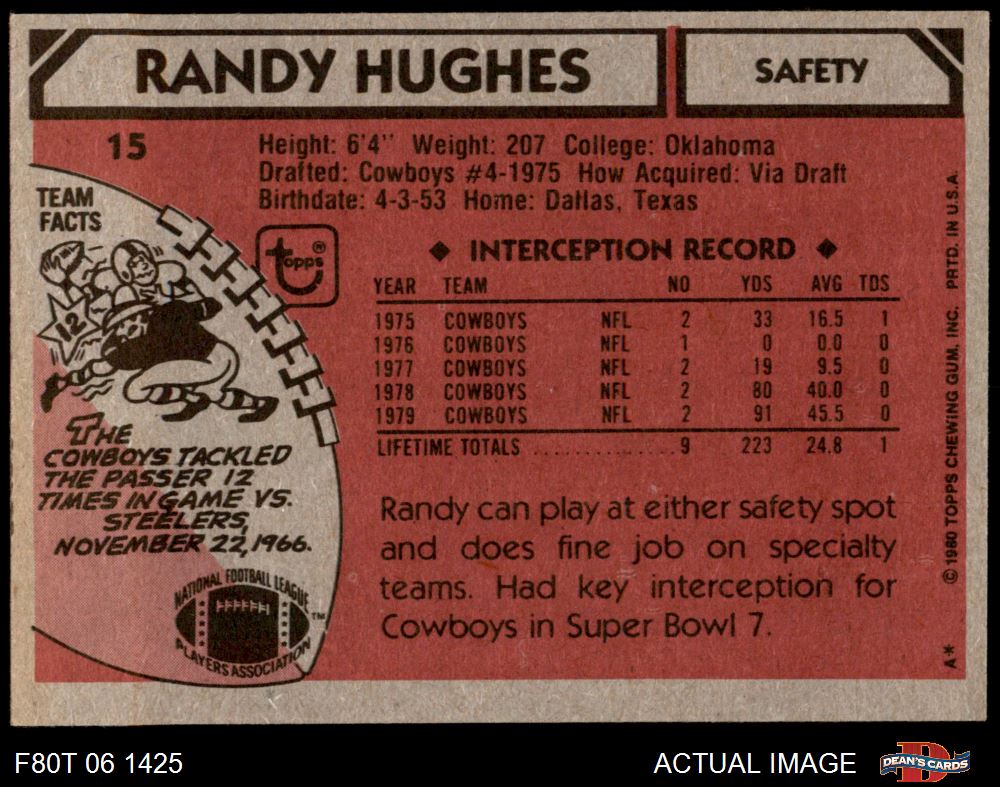 RANDY HUGHES
SAFETY
15
Height: 6'4" Weight: 207 College: Oklahoma
Drafted: Cowboys #4-1975 How Acquired: Via Draft
Birthdate: 4-3-53 Home: Dallas, Texas
TEAM
FACTS
topps®
12
◆ INTERCEPTION RECORD ◆
YEAR TEAM NO YDS AVG TDS
1975 COWBOYS NFL 2 33 16.5 1
1976 COWBOYS NFL 1 0 0.0 0
1977 COWBOYS NFL 2 19 9.5 0
1978 COWBOYS NFL 2 80 40.0 0
1979 COWBOYS NFL 2 91 45.5 0
LIFETIME TOTALS .................. 9 223 24.8 1
THE
COWBOYS TACKLED
THE PASSER 12
TIMES IN GAME VS.
STEELERS,
NOVEMBER 22, 1966.
Randy can play at either safety spot
and does fine job on specialty
teams. Had key interception for
Cowboys in Super Bowl 7.
NATIONAL FOOTBALL LEAGUE
PLAYERS ASSOCIATION
TM
A* © 1980 TOPPS CHEWING GUM, INC. PRTD. IN U.S.A.
F80T 06 1425
ACTUAL IMAGE
D
DEAN'S CARDS